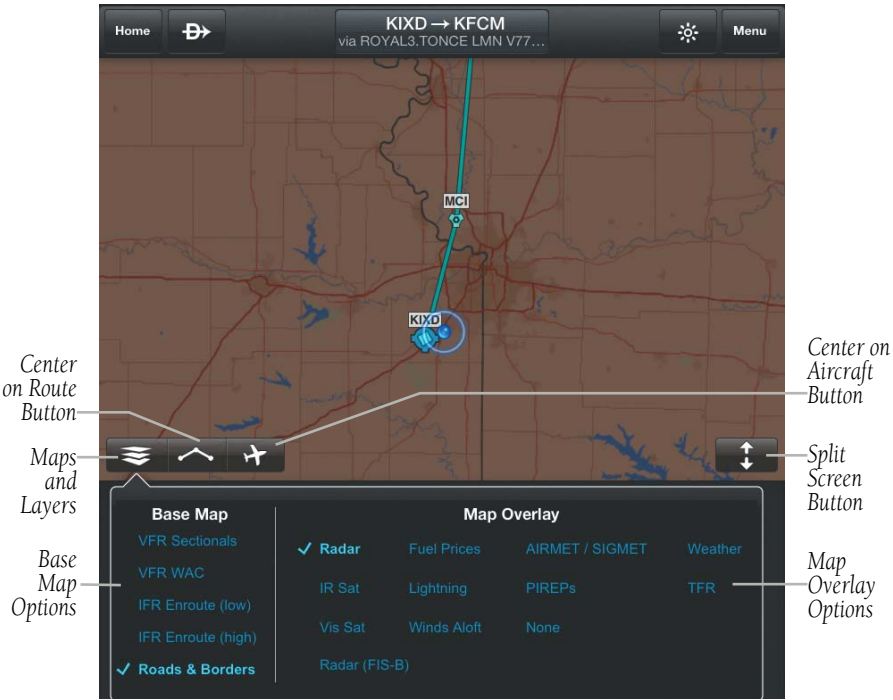 Home
D
KIXD → KFCM
via ROYAL3.TONCE LMN V77...
Menu
MCI
KIXD
Center
on Route
Button
Maps
and
Layers
Base
Map
Options
Center on
Aircraft
Button
Split
Screen
Button
Map
Overlay
Options
Base Map
VFR Sectionals
VFR WAC
IFR Enroute (low)
IFR Enroute (high)
✓ Roads & Borders
Map Overlay
✓ Radar Fuel Prices AIRMET / SIGMET Weather
IR Sat Lightning PIREPs TFR
Vis Sat Winds Aloft None
Radar (FIS-B)